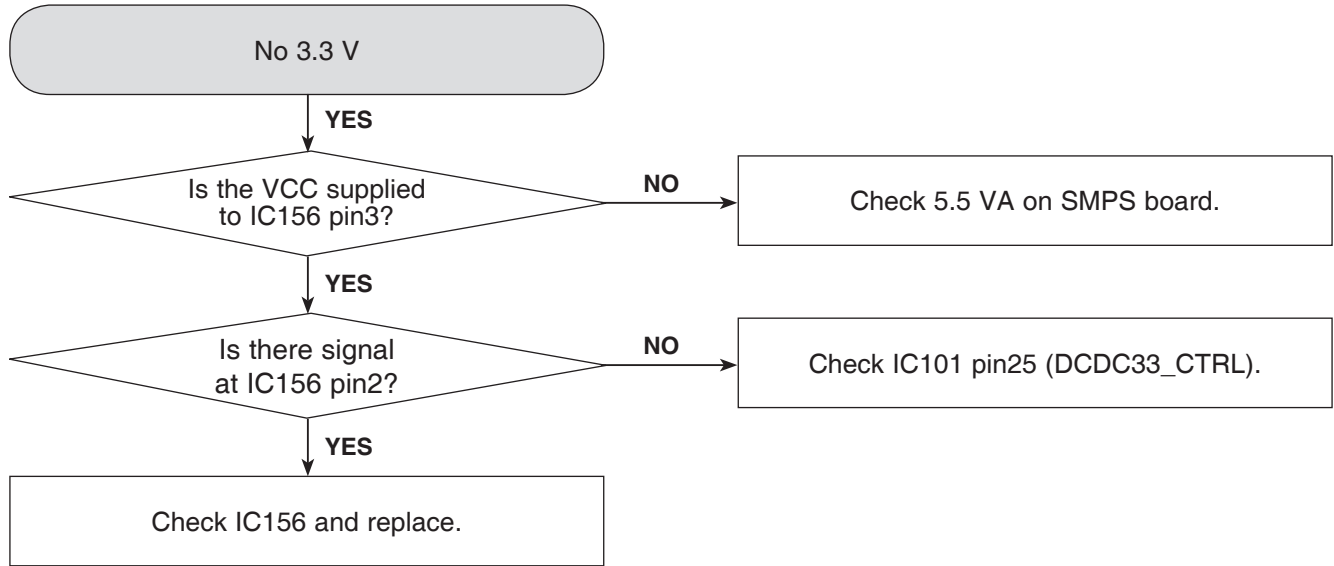 No 3.3 V
YES
Is the VCC supplied
to IC156 pin3?
NO
Check 5.5 VA on SMPS board.
YES
Is there signal
at IC156 pin2?
NO
Check IC101 pin25 (DCDC33_CTRL).
YES
Check IC156 and replace.